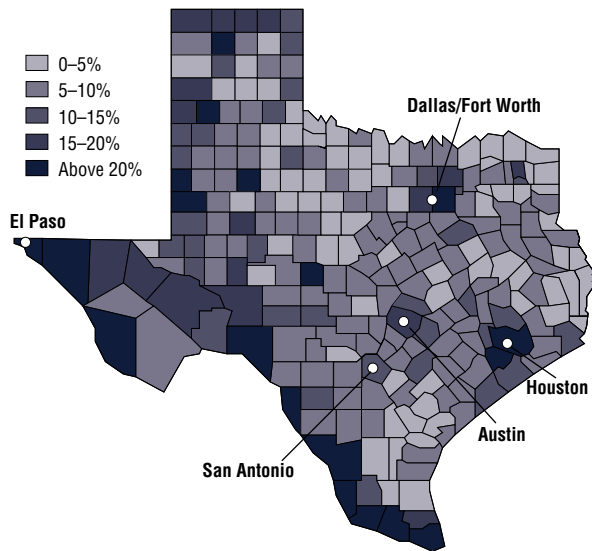 0–5%
5–10%
10–15%
15–20%
Above 20%
Dallas/Fort Worth
El Paso
Houston
Austin
San Antonio